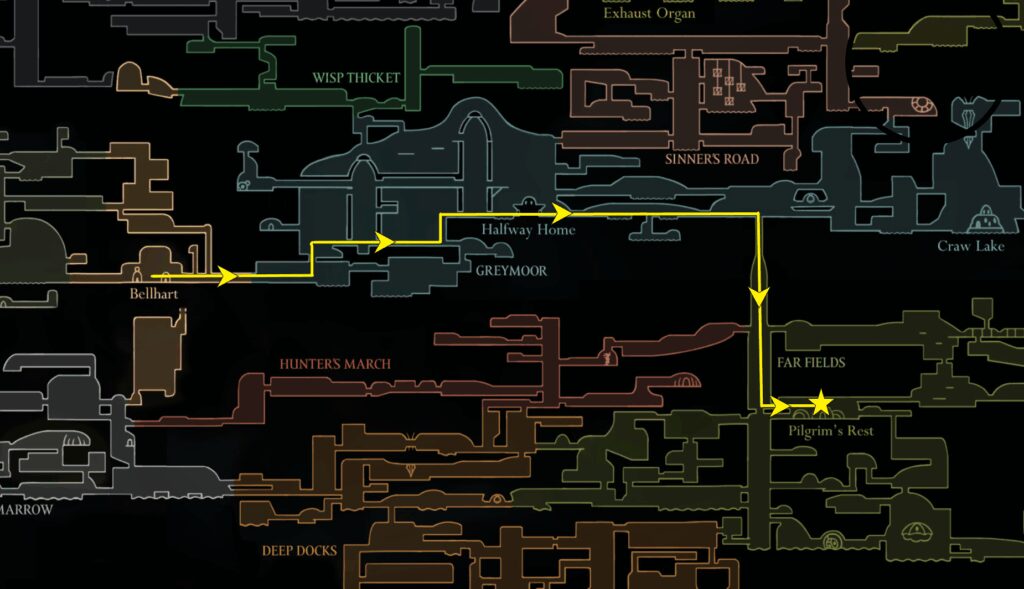 Exhaust Organ
WISP THICKET
SINNER'S ROAD
Halfway Home
Craw Lake
GREYMOOR
Bellhart
HUNTER'S MARCH
FAR FIELDS
Pilgrim's Rest
MARROW
DEEP DOCKS